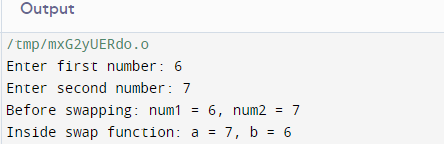 Output
/tmp/mxG2yUERdo.o
Enter first number: 6
Enter second number: 7
Before swapping: num1 = 6, num2 = 7
Inside swap function: a = 7, b = 6